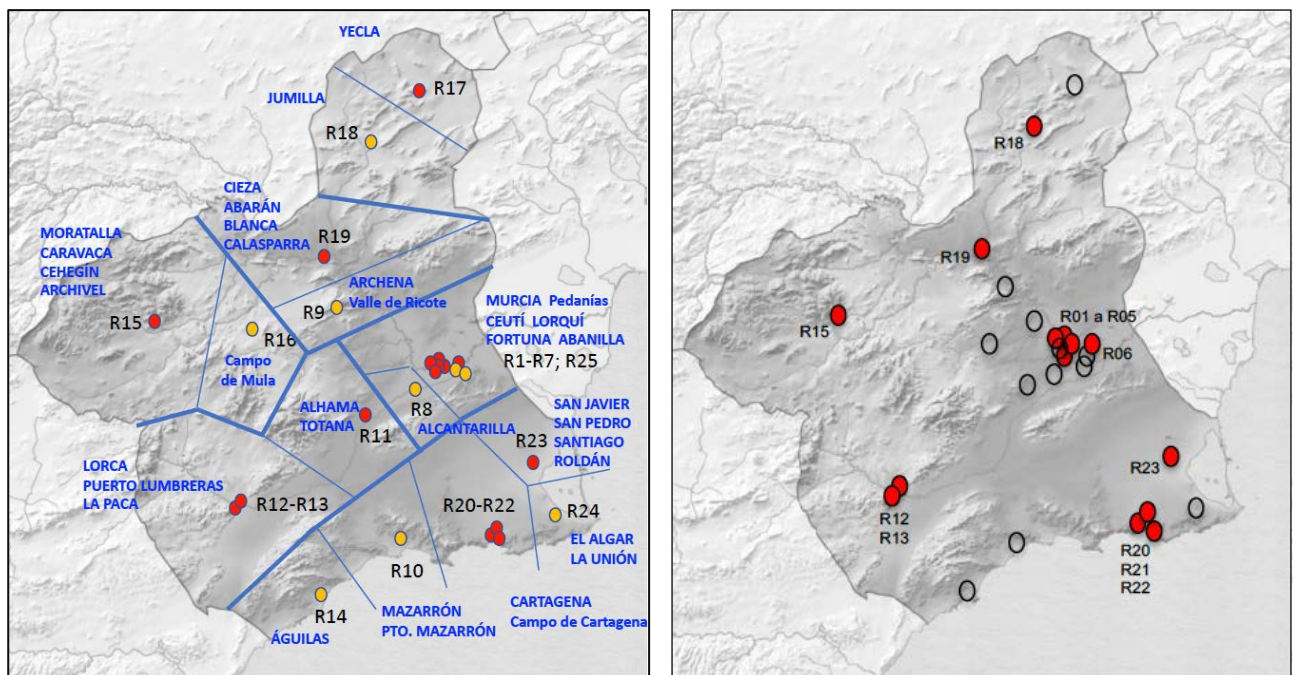 YECLA
R17
JUMILLA
R18
CIEZA
ABARÁN
BLANCA
CALASPARRA
R19
MORATALLA
CARAVACA
CEHEGÍN
ARCHIVEL
R15
R16
Campo
de Mula
ARCHENA
Valle de Ricote
R9
MURCIA Pedanías
CEUTÍ LORQUÍ
FORTUNA ABANILLA
R1-R7; R25
R8
ALCANTARILLA
ALHAMA
TOTANA
R11
SAN JAVIER
SAN PEDRO
SANTIAGO
ROLDÁN
R23
LORCA
PUERTO LUMBRERAS
LA PACA
R12-R13
R20-R22
R24
EL ALGAR
LA UNIÓN
R10
R14
ÁGUILAS
MAZARRÓN
PTO. MAZARRÓN
CARTAGENA
Campo de Cartagena
R18
R19
R15
R01 a R05
R06
R23
R12
R13
R20
R21
R22